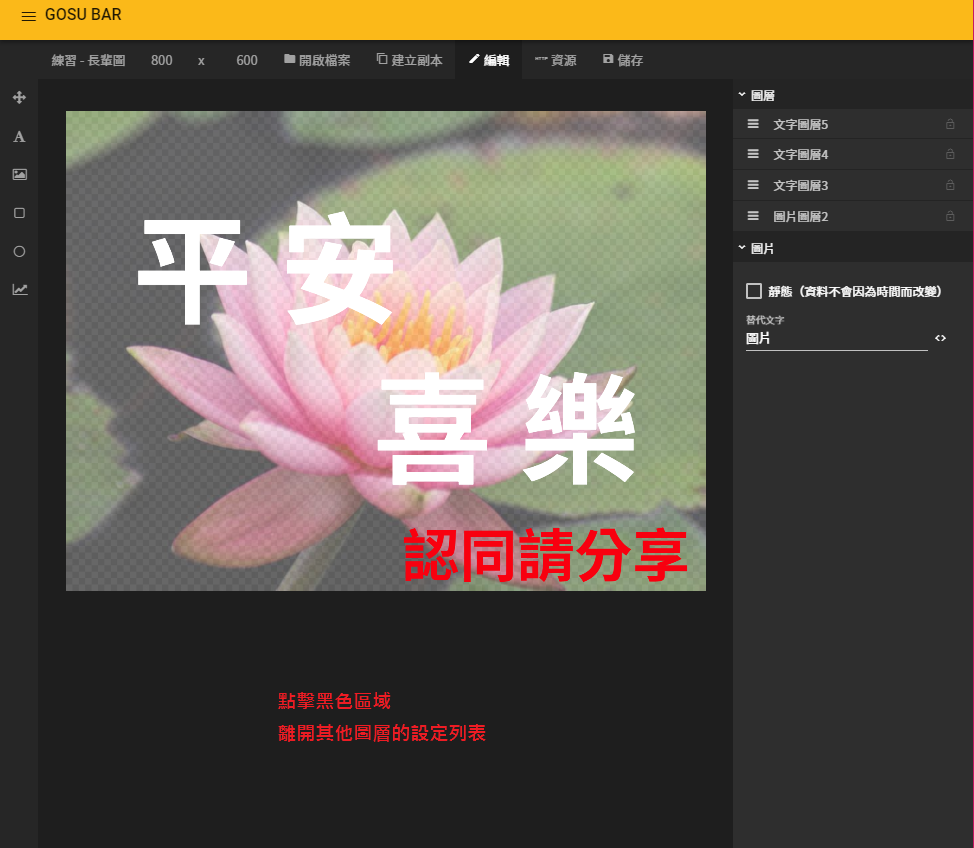 GOSU BAR
練習 - 長輩圖 800 x 600 開啟檔案 建立副本 編輯 HTTP 資源 儲存
A
圖層
文字圖層5
文字圖層4
文字圖層3
圖片圖層2
圖片
靜態（資料不會因為時間而改變）
替代文字
圖片
平安
喜樂
認同請分享
點擊黑色區域
離開其他圖層的設定列表